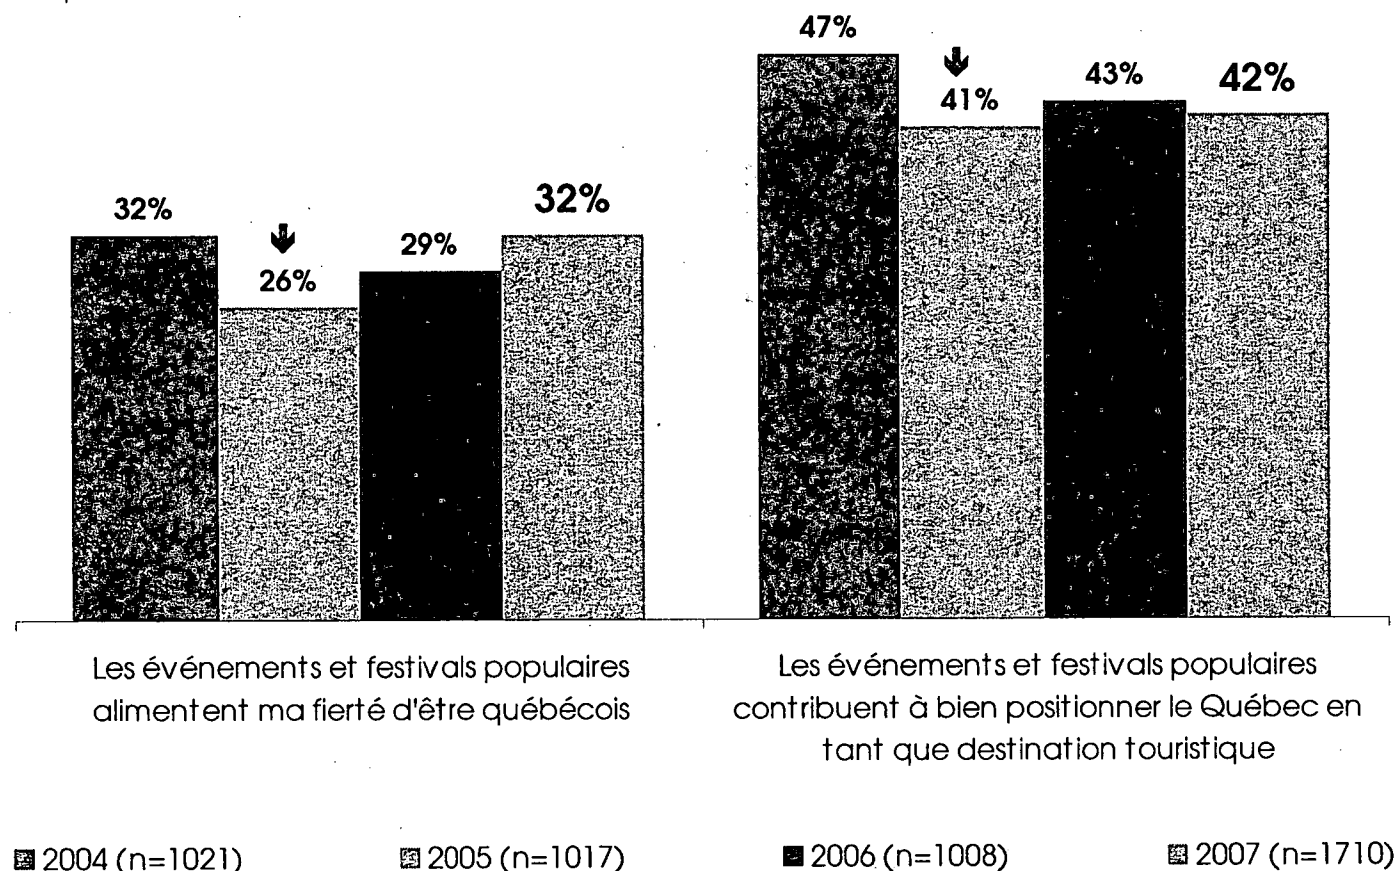 47%
41%
43%
42%
32%
26%
29%
32%
Les événements et festivals populaires
alimentent ma fierté d'être québécois
Les événements et festivals populaires
contribuent à bien positionner le Québec en
tant que destination touristique
2004 (n=1021)
2005 (n=1017)
2006 (n=1008)
2007 (n=1710)